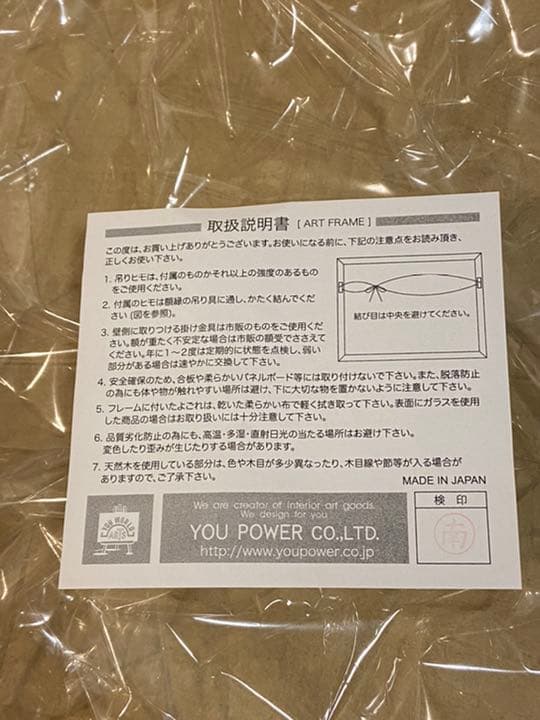 取扱説明書 [ ART FRAME ]
この度は、お買い上げありがとうございます。お使いになる前に、下記の注意点をお読み頂き、
正しくお使い下さい。
1. 吊りヒモは、付属のものかそれ以上の強度のあるもの
をご使用ください。
2. 付属のヒモは額縁の吊り具に通し、かたく結んでくだ
さい (図を参照)。
3. 壁側に取りつける掛け金具は市販のものをご使用くだ
さい。額が重たく不安定な場合は市販の額受でささえて
ください。年に1〜2度は定期的に状態を点検し、弱い
部分がある場合は速やかに交換して下さい。
結び目は中央を避けてください。
4. 安全確保のため、合板や柔らかいパネルボード等には取り付けないで下さい。また、脱落防止
の為にも体や物が触れやすい場所は避け、下に大切な物を置かないように注意して下さい。
5. フレームに付いたよごれは、乾いた柔らかい布で軽く拭き取って下さい。表面にガラスを使用
した商品の場合はお取り扱いには十分注意して下さい。
6. 品質劣化防止の為にも、高温・多湿・直射日光の当たる場所はお避け下さい。
変色したり歪みが生じたりする場合があります。
7. 天然木を使用している部分は、色や木目が多少異なったり、木目線や節等が入る場合が
ありますので、ご了承下さい。
MADE IN JAPAN
YOU WORLD
ARTS
We are creator of interior art goods.
We design for you
YOU POWER CO.,LTD.
http://www.youpower.co.jp
検印
南